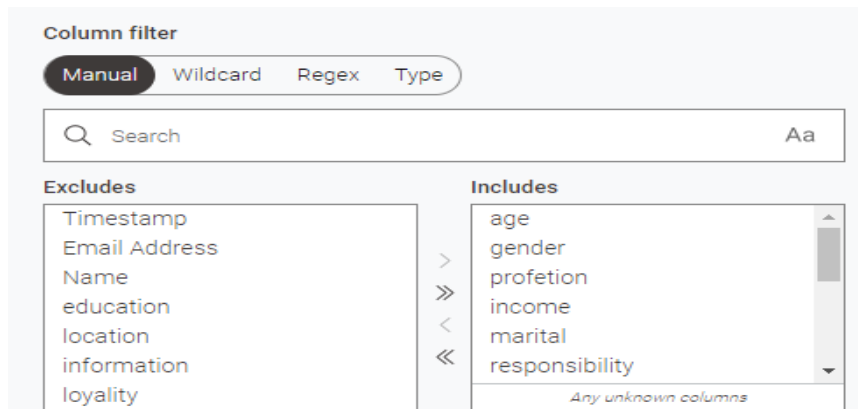 Column filter
Manual Wildcard Regex Type
Search Aa
Excludes
Timestamp
Email Address
Name
education
location
information
loyality
Includes
age
gender
profetion
income
marital
responsibility
Any unknown columns